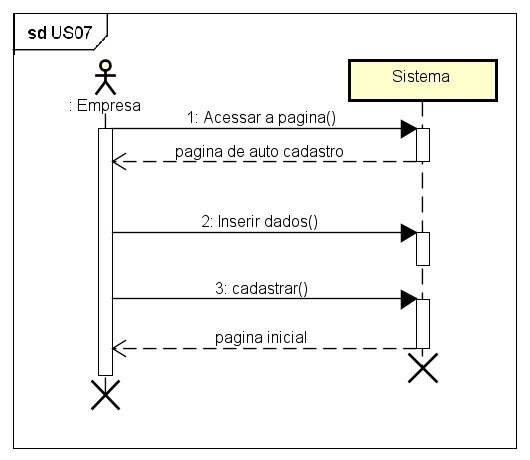 sd US07
: Empresa
Sistema
1: Acessar a pagina()
pagina de auto cadastro
2: Inserir dados()
3: cadastrar()
pagina inicial